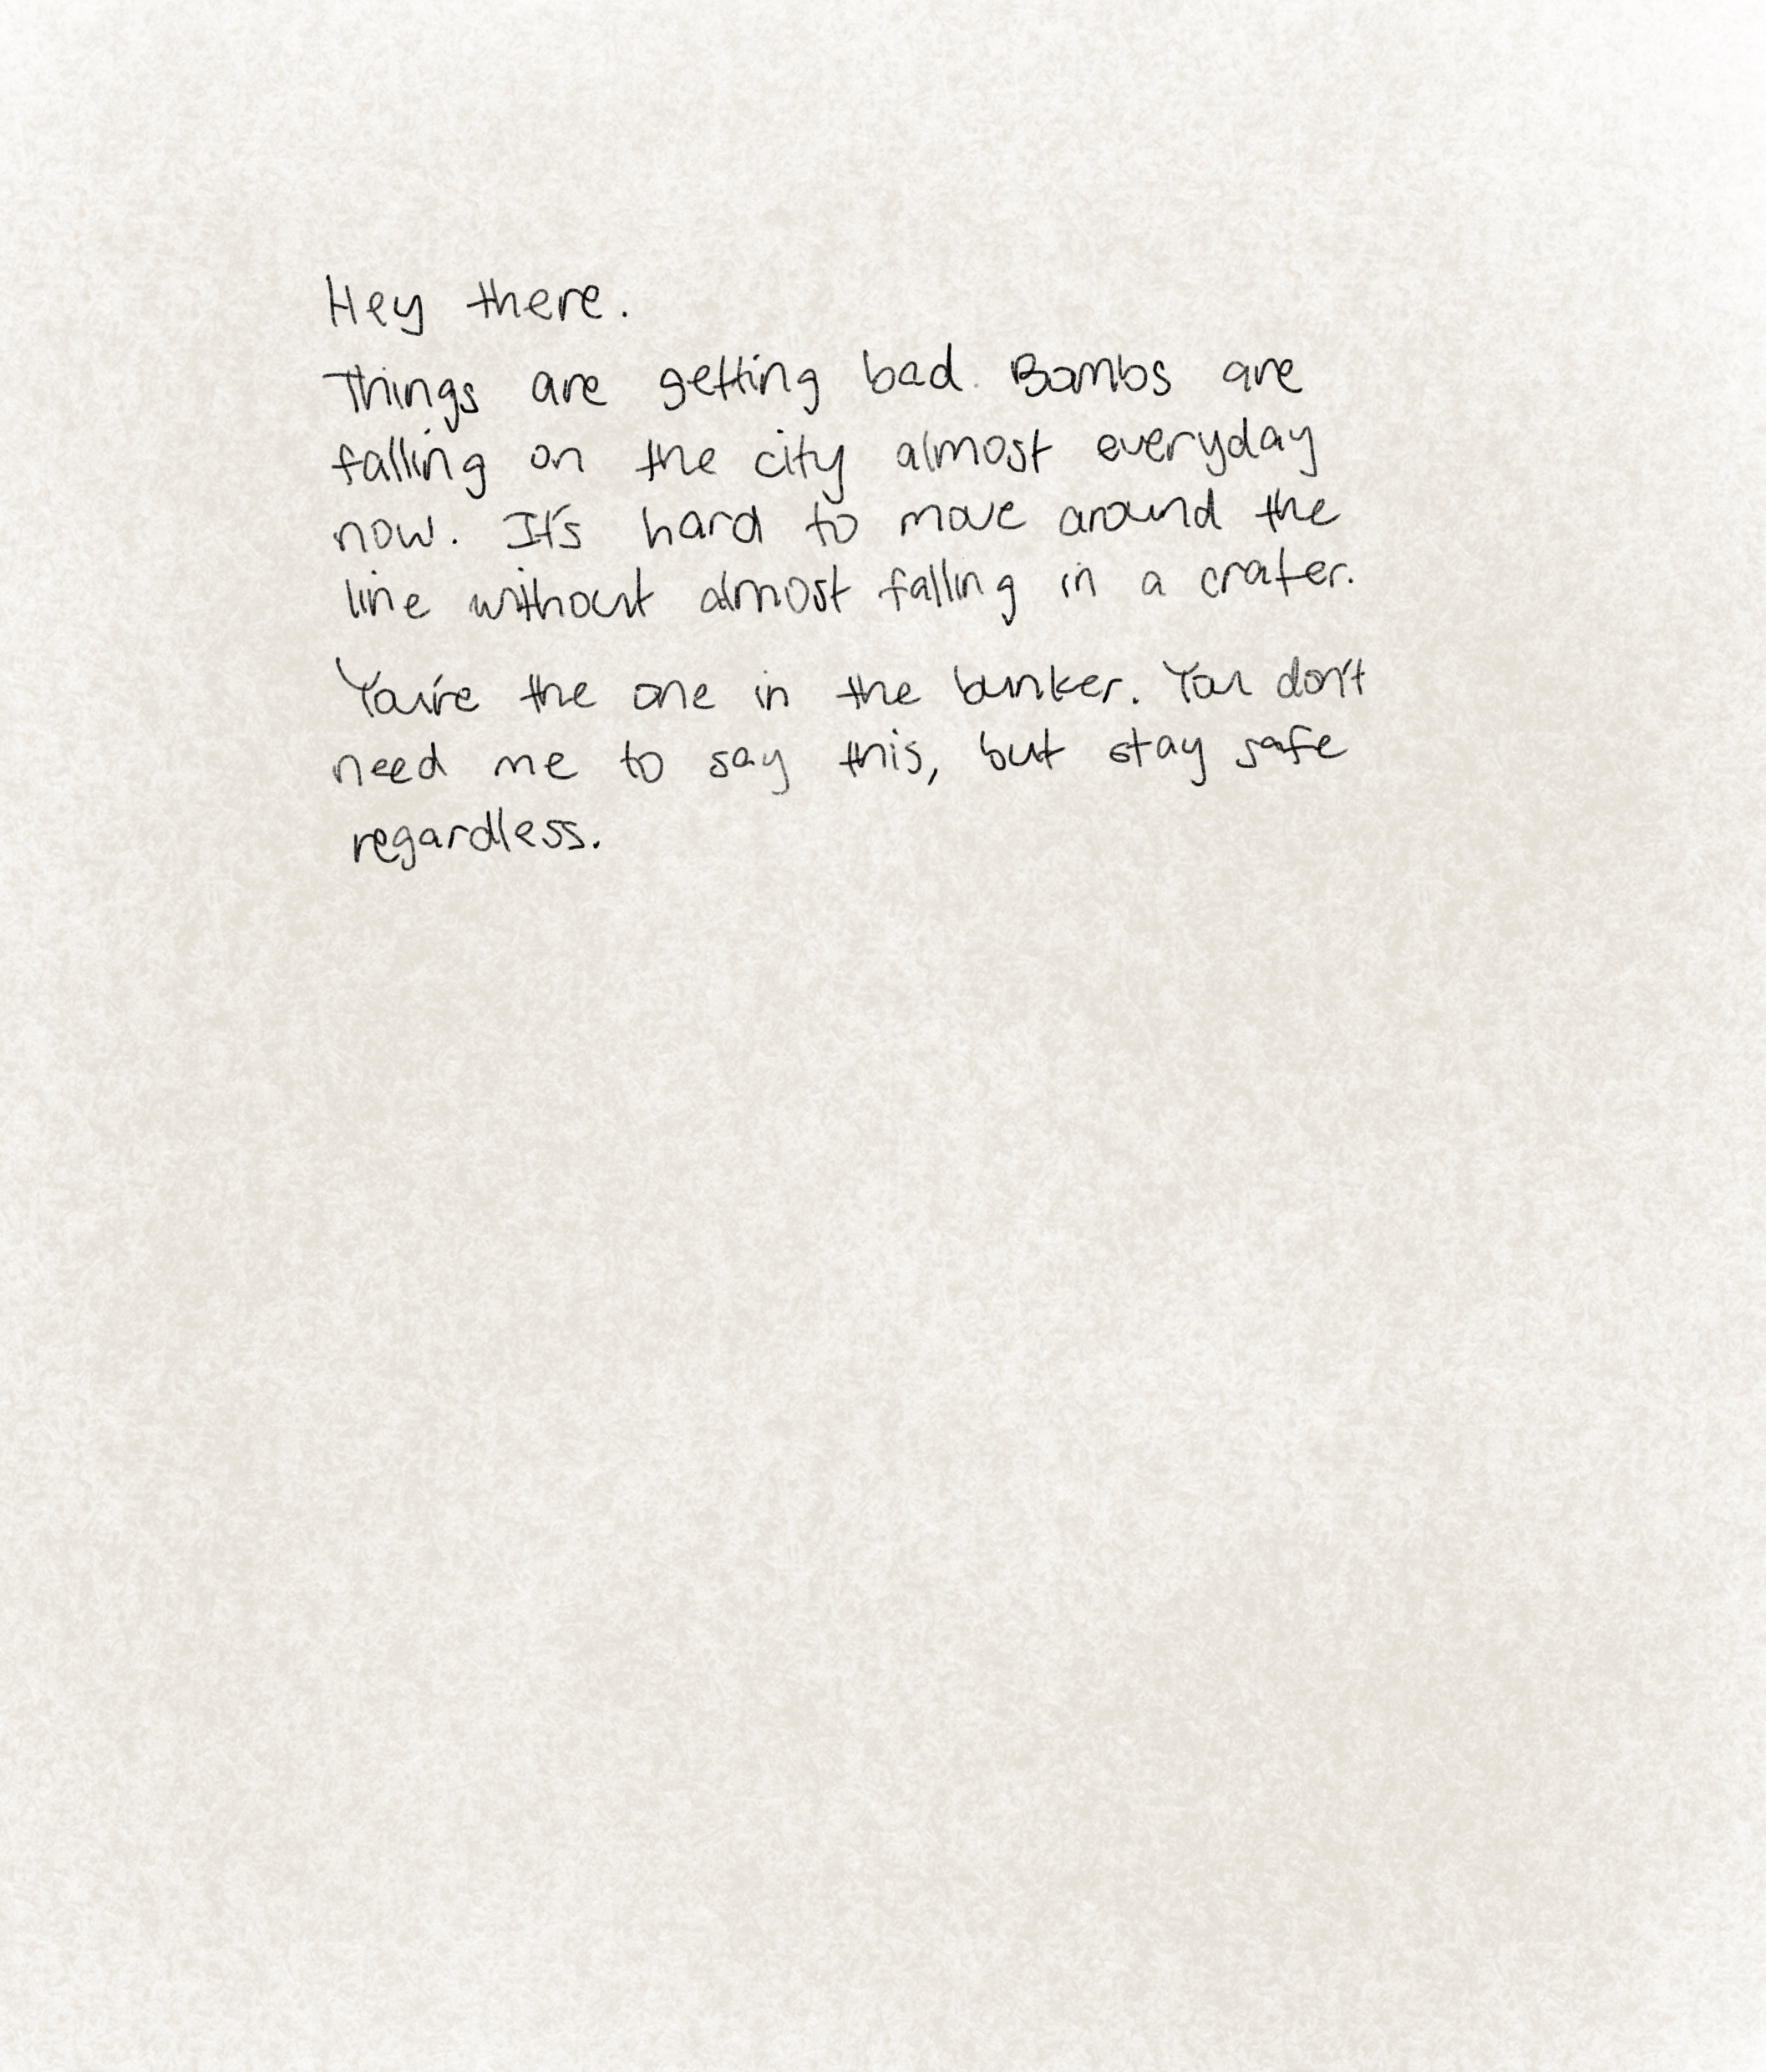 Hey there.
Things are getting bad. Bombs are
falling on the city almost everyday
now. It's hard to move around the
line without almost falling in a crater.
You're the one in the bunker. You don't
need me to say this, but stay safe
regardless.